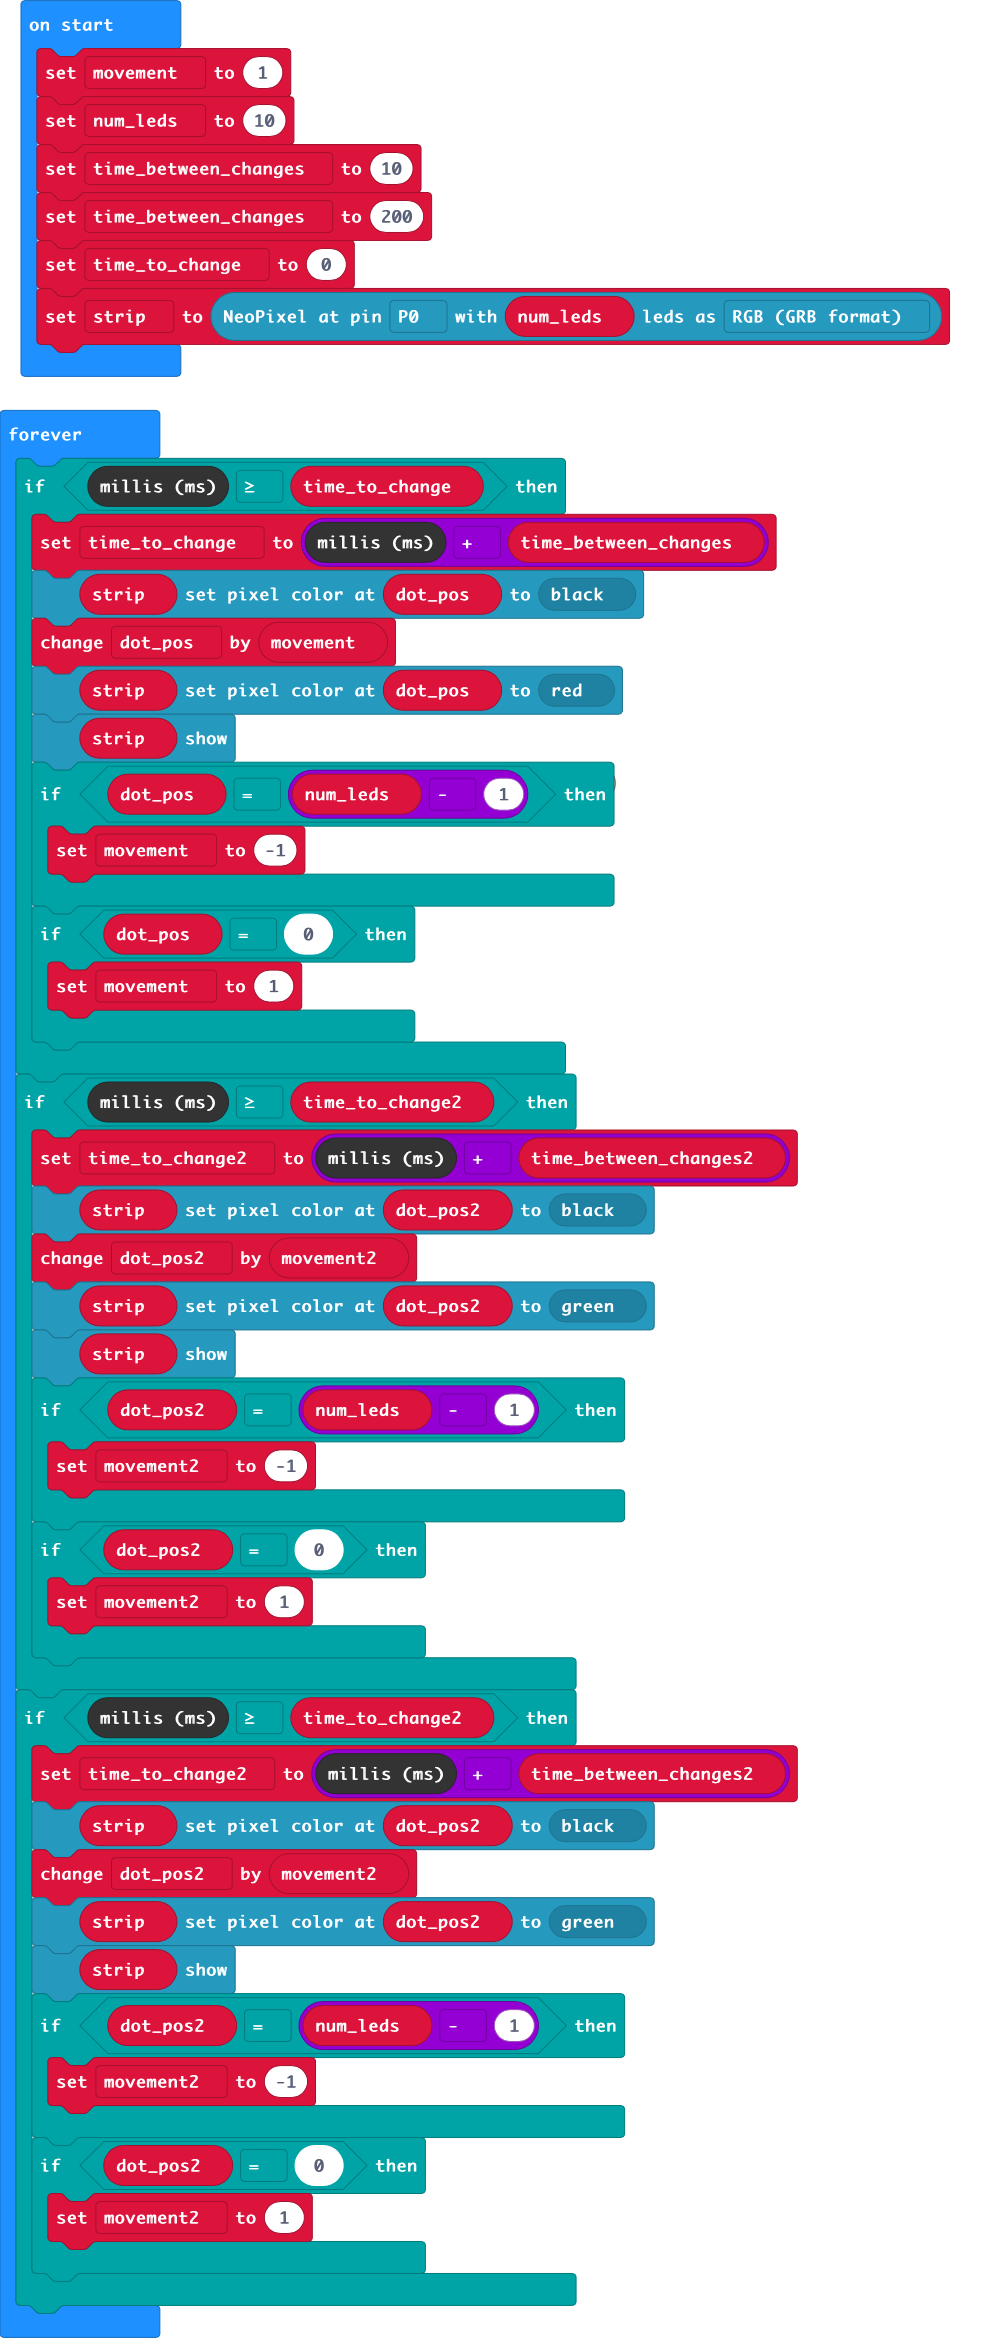 on start
set movement to 1
set num_leds to 10
set time_between_changes to 10
set time_between_changes to 200
set time_to_change to 0
set strip to NeoPixel at pin P0 with num_leds leds as RGB (GRB format)
forever
if millis (ms) ≥ time_to_change then
set time_to_change to millis (ms) + time_between_changes
strip set pixel color at dot_pos to black
change dot_pos by movement
strip set pixel color at dot_pos to red
strip show
if dot_pos = num_leds - 1 then
set movement to -1
if dot_pos = 0 then
set movement to 1
if millis (ms) ≥ time_to_change2 then
set time_to_change2 to millis (ms) + time_between_changes2
strip set pixel color at dot_pos2 to black
change dot_pos2 by movement2
strip set pixel color at dot_pos2 to green
strip show
if dot_pos2 = num_leds - 1 then
set movement2 to -1
if dot_pos2 = 0 then
set movement2 to 1
if millis (ms) ≥ time_to_change2 then
set time_to_change2 to millis (ms) + time_between_changes2
strip set pixel color at dot_pos2 to black
change dot_pos2 by movement2
strip set pixel color at dot_pos2 to green
strip show
if dot_pos2 = num_leds - 1 then
set movement2 to -1
if dot_pos2 = 0 then
set movement2 to 1